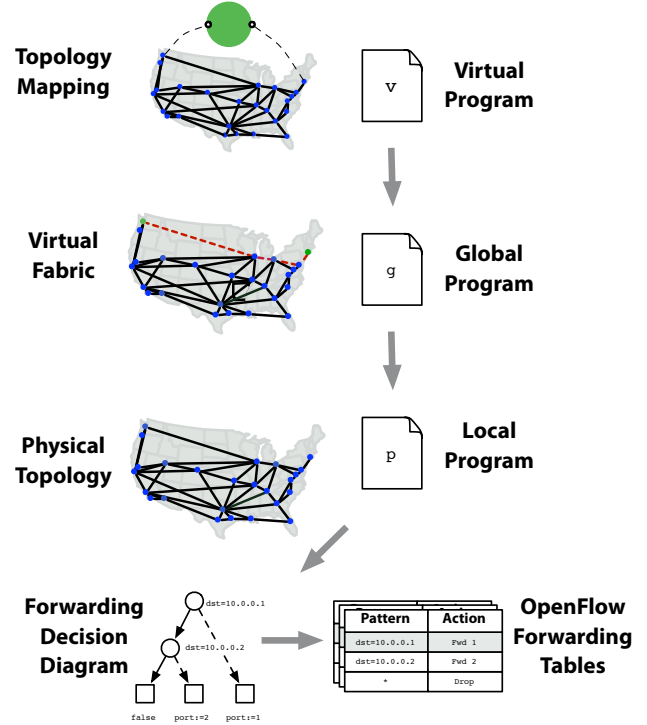 Topology
Mapping
v
Virtual
Program
Virtual
Fabric
g
Global
Program
Physical
Topology
p
Local
Program
Forwarding
Decision
Diagram
dst=10.0.0.1
dst=10.0.0.2
false
port:=2
port:=1
Pattern
Action
dst=10.0.0.1
Fwd 1
dst=10.0.0.2
Fwd 2
*
Drop
OpenFlow
Forwarding
Tables